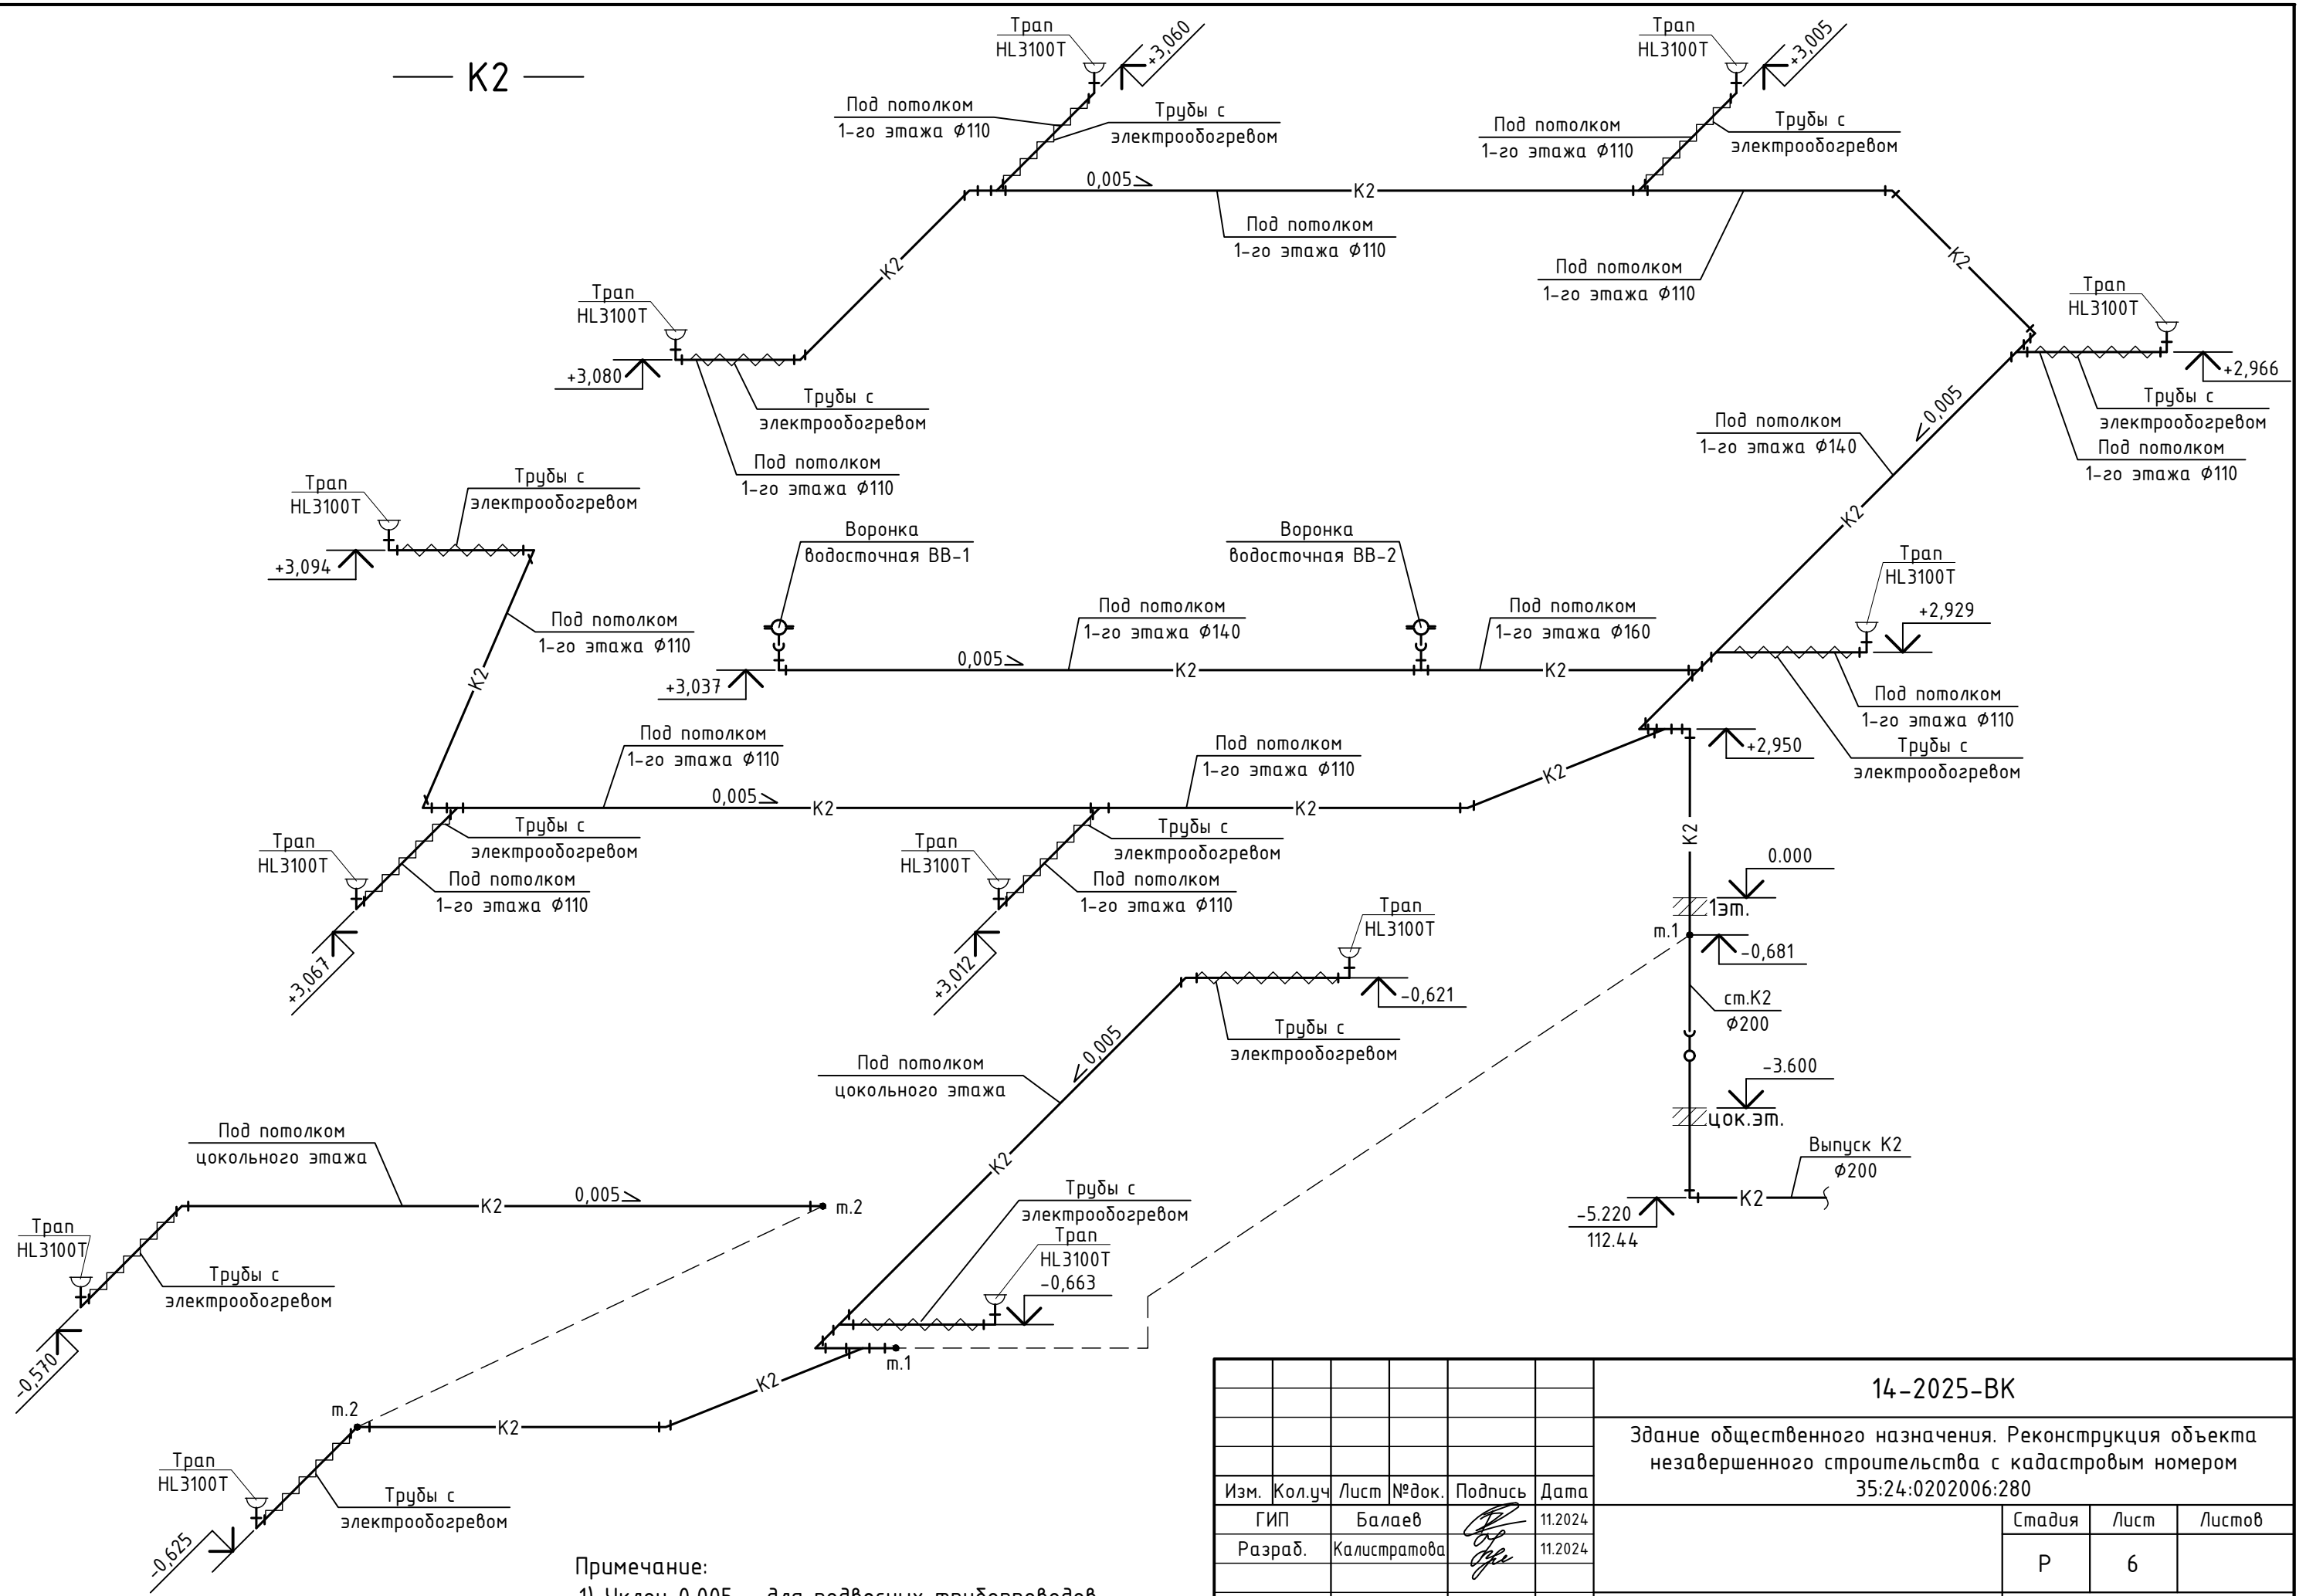 К2
Трап
HL3100T
+3,060
Трап
HL3100T
+3,005
Под потолком
1-го этажа Ф110
Трубы с
электрообогревом
Под потолком
1-го этажа Ф110
Трубы с
электрообогревом
0,005
К2
Под потолком
1-го этажа Ф110
Под потолком
1-го этажа Ф110
К2
К2
Трап
HL3100T
+3,080
Трубы с
электрообогревом
Под потолком
1-го этажа Ф110
Трап
HL3100T
+2,966
Трубы с
электрообогревом
Под потолком
1-го этажа Ф110
0,005
Под потолком
1-го этажа Ф140
К2
Трап
HL3100T
+3,094
Трубы с
электрообогревом
Под потолком
1-го этажа Ф110
К2
Воронка
водосточная ВВ-1
Воронка
водосточная ВВ-2
Под потолком
1-го этажа Ф140
Под потолком
1-го этажа Ф160
+3,037
0,005
К2
К2
Трап
HL3100T
+2,929
Под потолком
1-го этажа Ф110
Трубы с
электрообогревом
+2,950
Под потолком
1-го этажа Ф110
Под потолком
1-го этажа Ф110
0,005
К2
К2
К2
Трап
HL3100T
+3,067
Трубы с
электрообогревом
Под потолком
1-го этажа Ф110
Трап
HL3100T
+3,012
Трубы с
электрообогревом
Под потолком
1-го этажа Ф110
К2
0.000
1эт.
т.1
-0,681
ст.К2
Ф200
-3.600
цок.эт.
Выпуск К2
Ф200
К2
-5.220
112.44
Трап
HL3100T
-0,621
Трубы с
электрообогревом
0,005
Под потолком
цокольного этажа
К2
Под потолком
цокольного этажа
К2
0,005
т.2
Трап
HL3100T
-0,570
Трубы с
электрообогревом
Трубы с
электрообогревом
Трап
HL3100T
-0,663
т.1
К2
т.2
К2
Трап
HL3100T
-0,625
Трубы с
электрообогревом
Примечание:
1) Уклон 0,005 - для подвесных трубопроводов
14-2025-ВК
Здание общественного назначения. Реконструкция объекта
незавершенного строительства с кадастровым номером
35:24:0202006:280
Изм. Кол.уч Лист №док. Подпись Дата
ГИП Балаев 11.2024
Разраб. Калистратова 11.2024
Стадия Лист Листов
Р 6